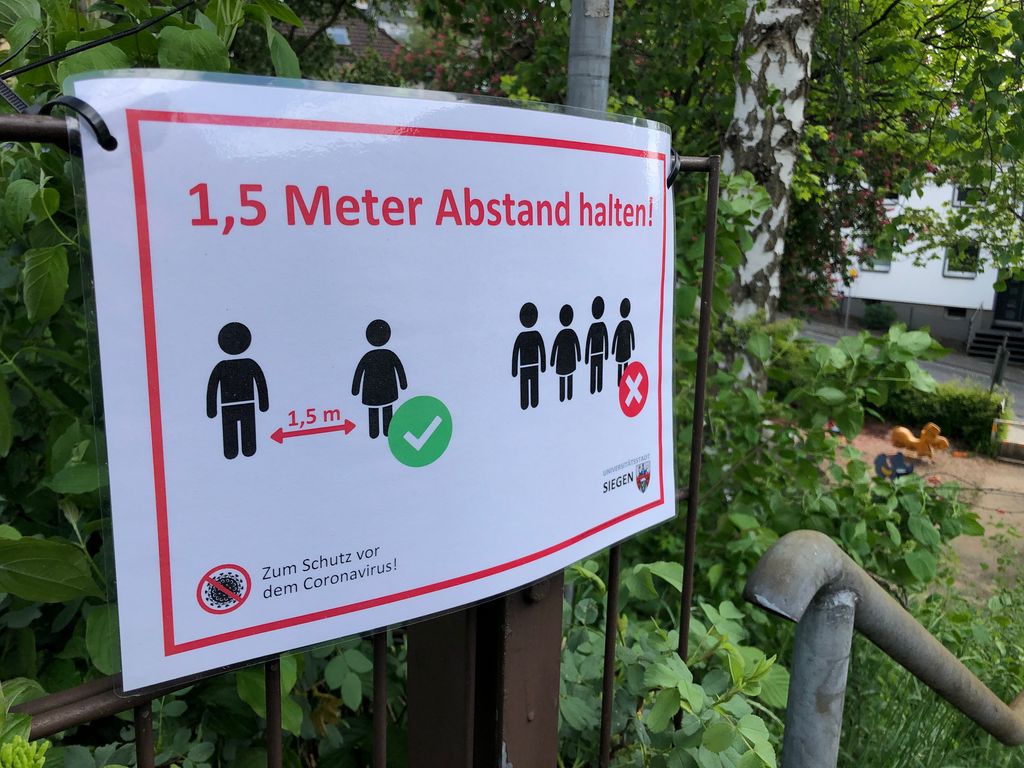 1,5 Meter Abstand halten!
1,5 m
UNIVERSITÄTSSTADT
SIEGEN
Zum Schutz vor
dem Coronavirus!